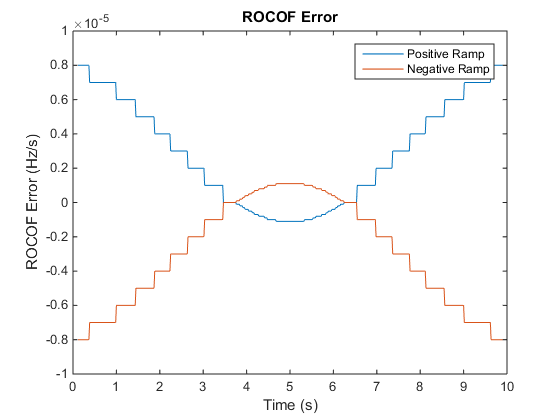 ROCOF Error
×10^-5
Positive Ramp
Negative Ramp
1
0.8
0.6
0.4
0.2
0
-0.2
-0.4
-0.6
-0.8
-1
ROCOF Error (Hz/s)
0 1 2 3 4 5 6 7 8 9 10
Time (s)